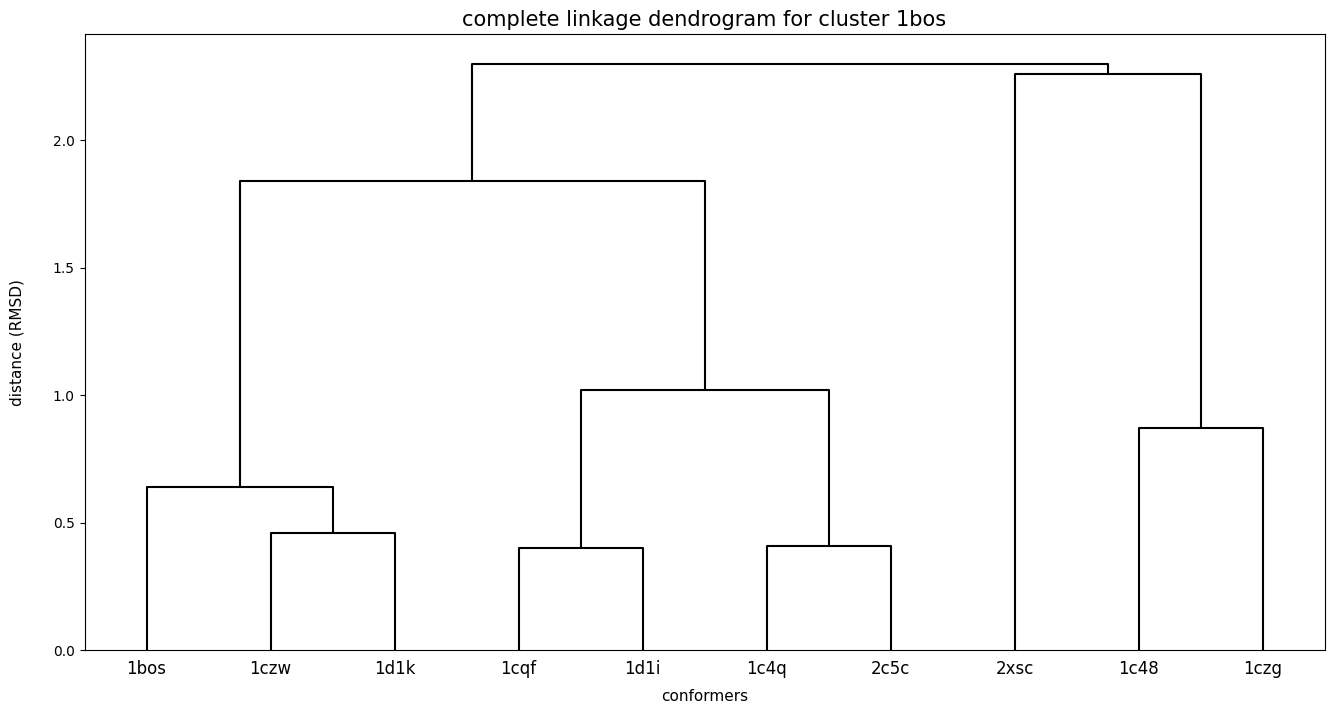 complete linkage dendrogram for cluster 1bos
distance (RMSD)
2.0
1.5
1.0
0.5
0.0
1bos 1czw 1d1k 1cqf 1d1i 1c4q 2c5c 2xsc 1c48 1czg
conformers